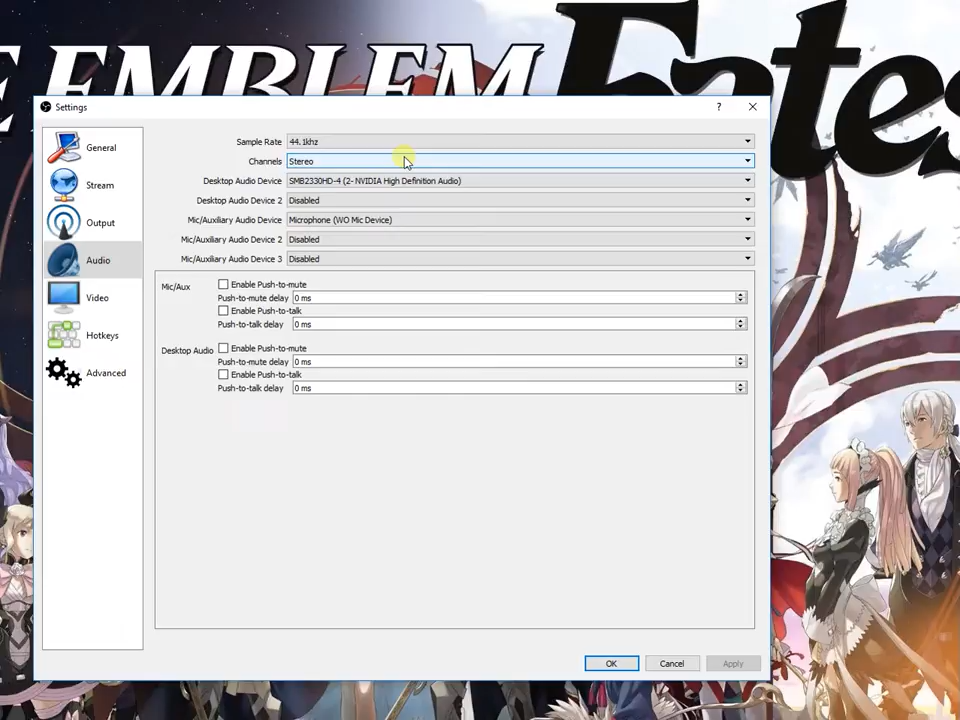 E EMBLEM Fates
Settings
?
General
Stream
Output
Audio
Video
Hotkeys
Advanced
Sample Rate 44.1khz
Channels Stereo
Desktop Audio Device SMB2330HD-4 (2- NVIDIA High Definition Audio)
Desktop Audio Device 2 Disabled
Mic/Auxiliary Audio Device Microphone (WO Mic Device)
Mic/Auxiliary Audio Device 2 Disabled
Mic/Auxiliary Audio Device 3 Disabled
Mic/Aux Enable Push-to-mute
Push-to-mute delay 0 ms
Enable Push-to-talk
Push-to-talk delay 0 ms
Desktop Audio Enable Push-to-mute
Push-to-mute delay 0 ms
Enable Push-to-talk
Push-to-talk delay 0 ms
OK Cancel Apply